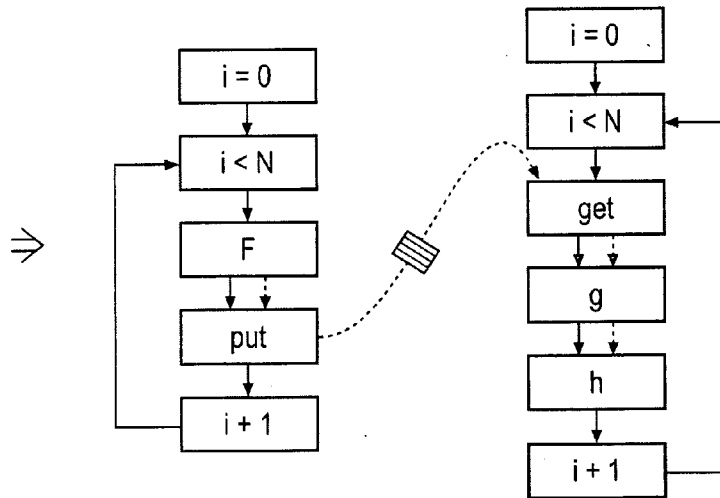 i = 0
i < N
F
put
i + 1
i = 0
i < N
get
g
h
i + 1